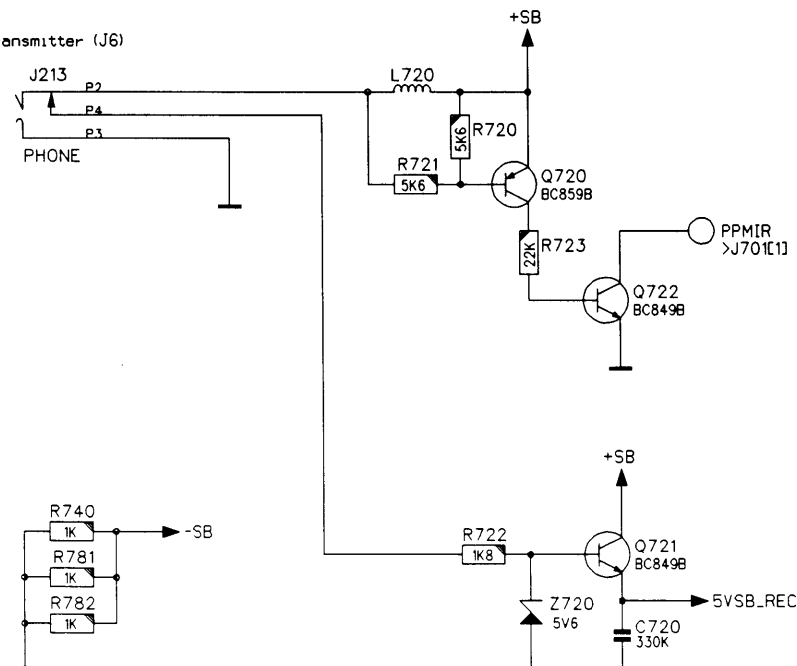 +SB
ansmitter (J6)
J213
L720
P2
P4
P3
PHONE
R720
5K6
R721
5K6
Q720
BC859B
R723
22K
PPMIR
>J701[1]
Q722
BC849B
+SB
R740
1K
-SB
R781
1K
R782
1K
R722
1K8
Q721
BC849B
Z720
5V6
5VSB_REC
C720
330K